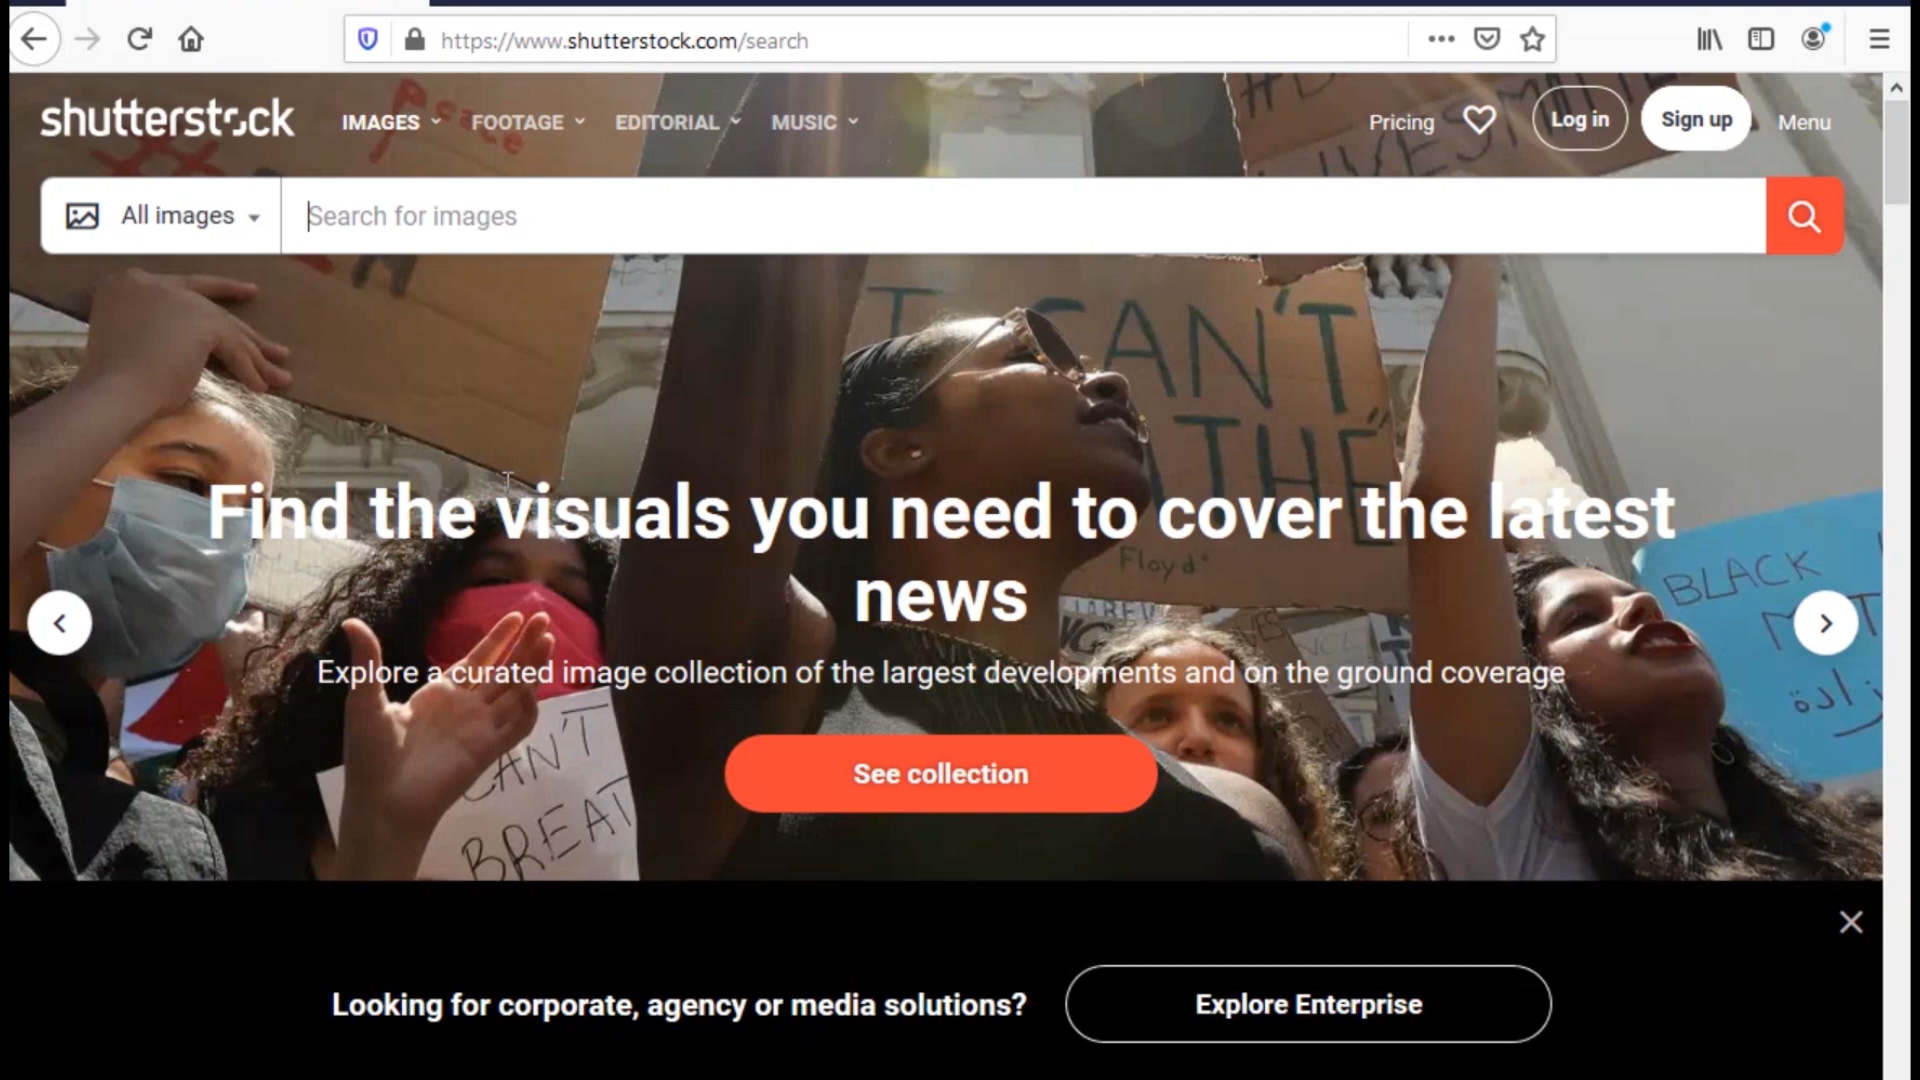 https://www.shutterstock.com/search
shutterstock
IMAGES
FOOTAGE
EDITORIAL
MUSIC
Pricing
Log in
Sign up
Menu
All images
Search for images
Peace
I CAN'T
THE"
Floyd"
Find the visuals you need to cover the latest
news
Explore a curated image collection of the largest developments and on the ground coverage
See collection
BLACK
CAN'T
BREAT
Looking for corporate, agency or media solutions?
Explore Enterprise